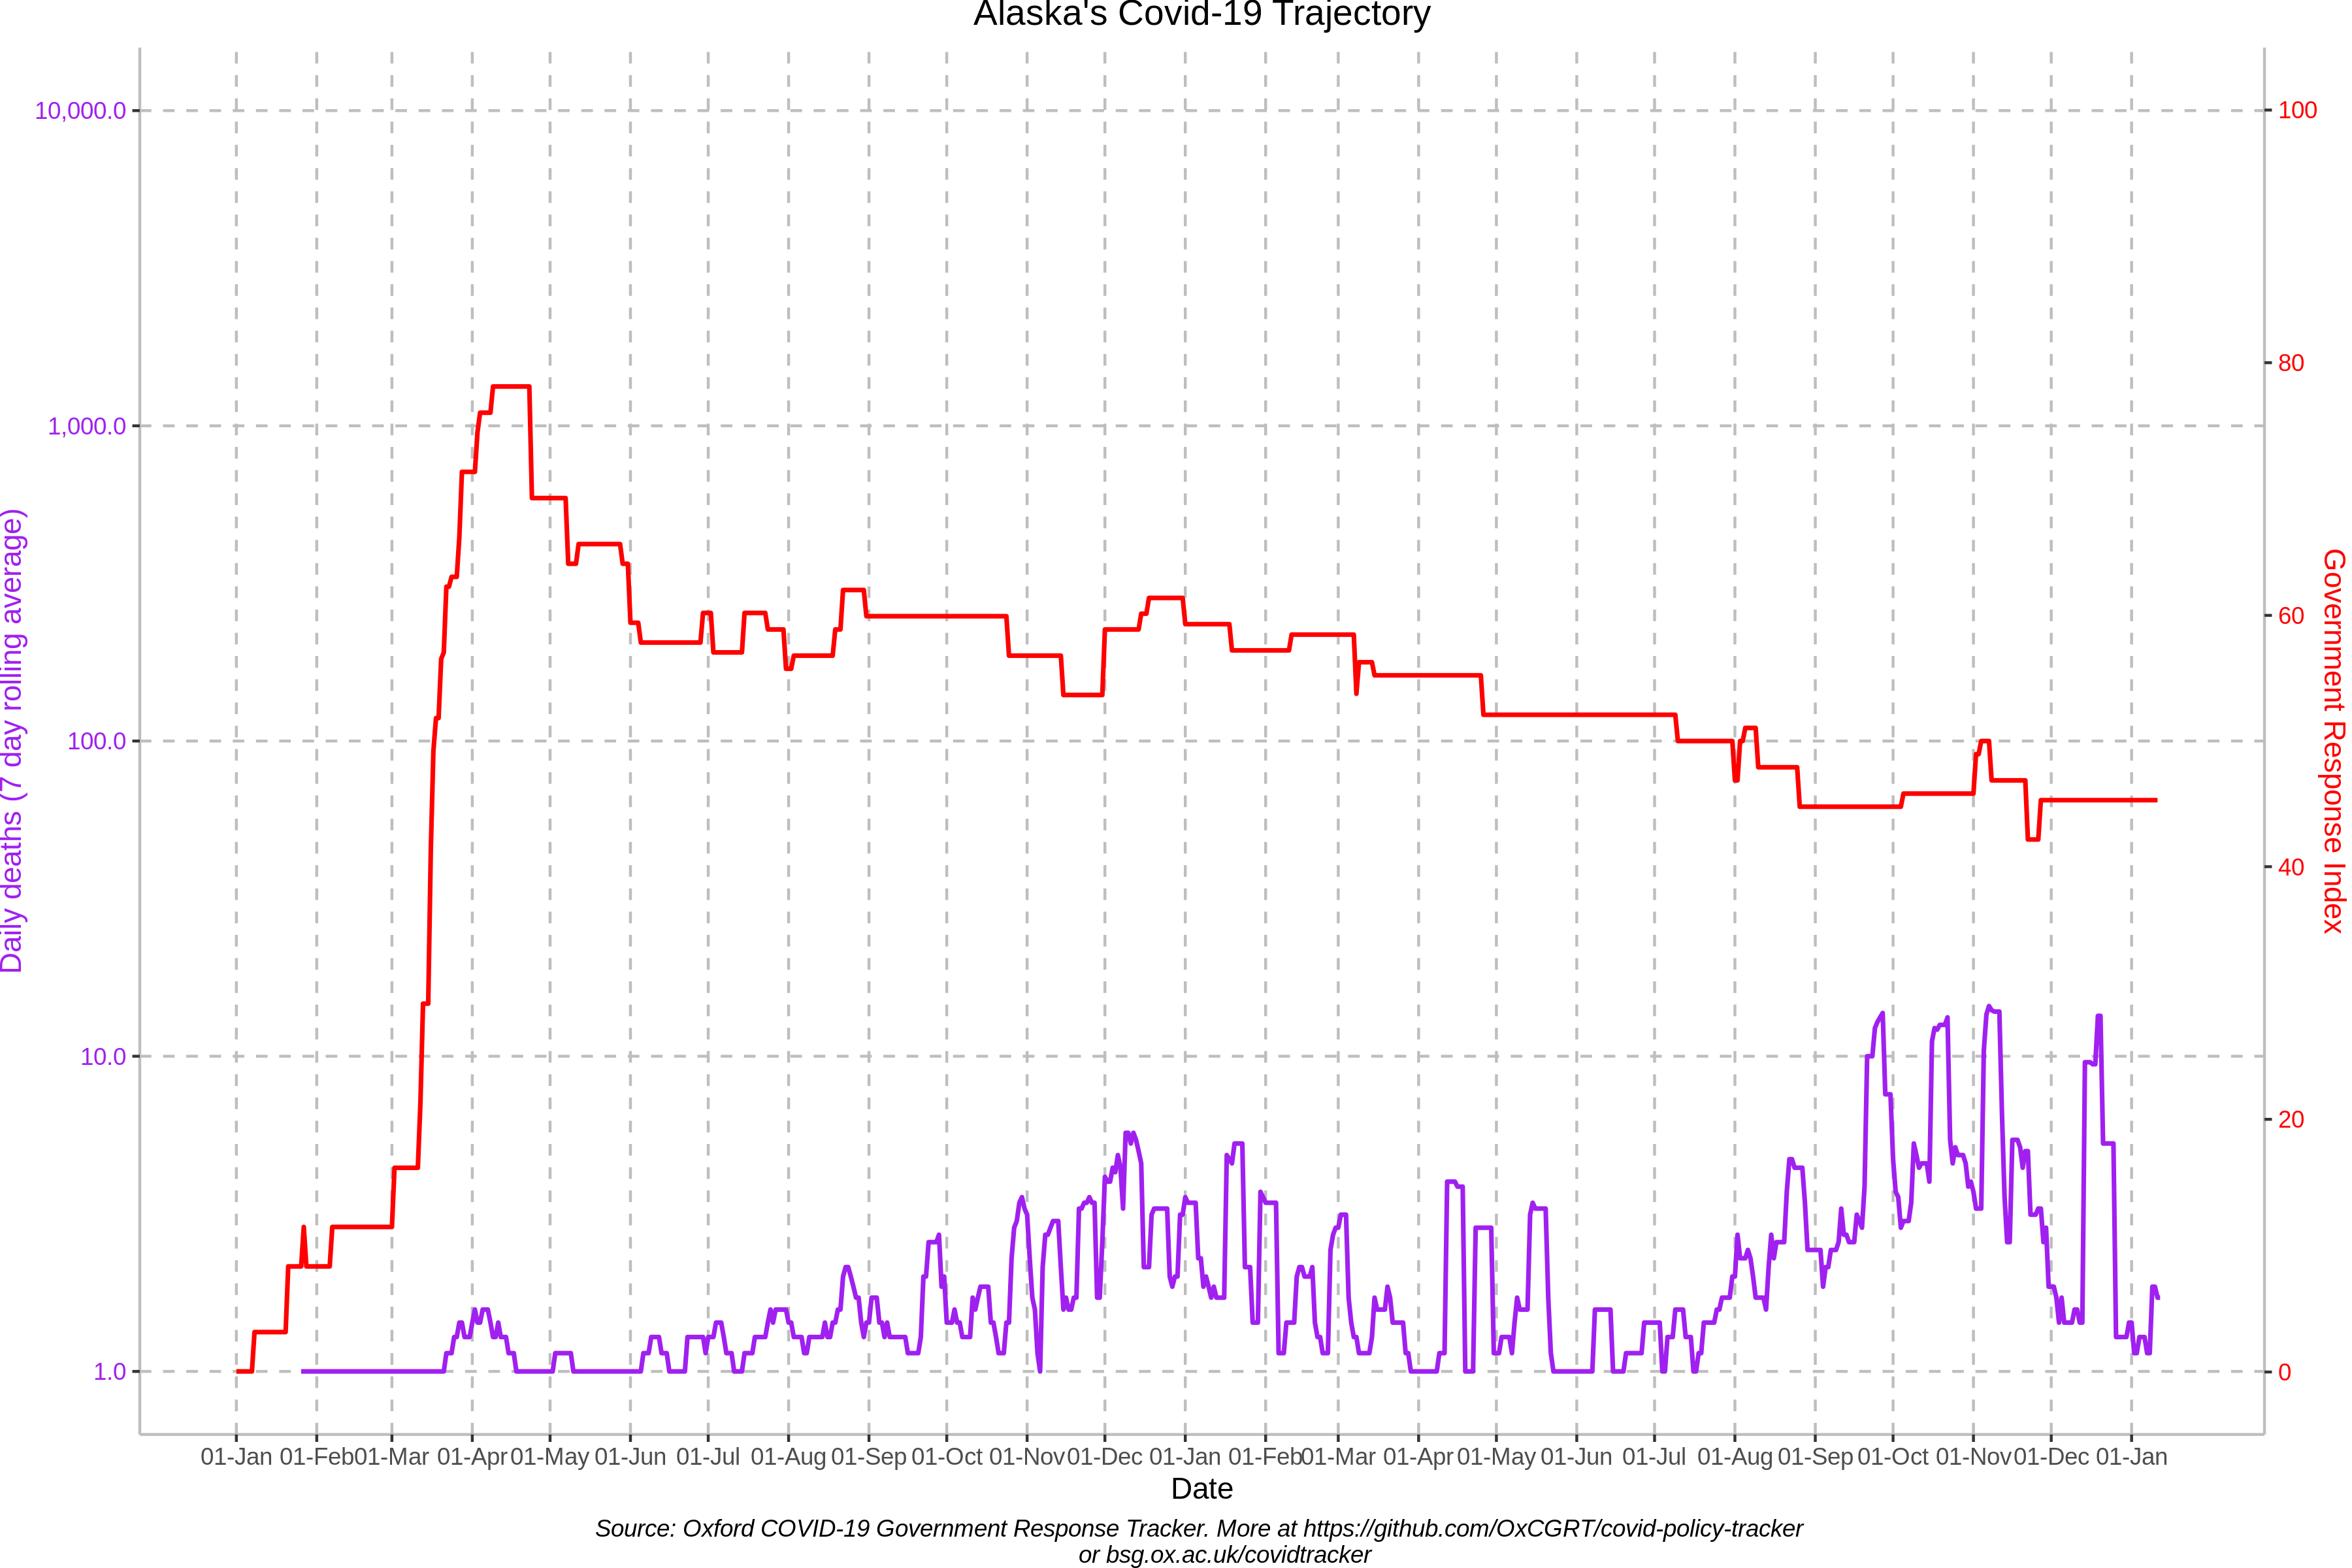 Alaska's Covid-19 Trajectory
10,000.0
1,000.0
100.0
10.0
1.0
Daily deaths (7 day rolling average)
100
80
60
40
20
0
Government Response Index
01-Jan 01-Feb 01-Mar 01-Apr 01-May 01-Jun 01-Jul 01-Aug 01-Sep 01-Oct 01-Nov 01-Dec 01-Jan 01-Feb 01-Mar 01-Apr 01-May 01-Jun 01-Jul 01-Aug 01-Sep 01-Oct 01-Nov 01-Dec 01-Jan
Date
Source: Oxford COVID-19 Government Response Tracker. More at https://github.com/OxCGRT/covid-policy-tracker
or bsg.ox.ac.uk/covidtracker